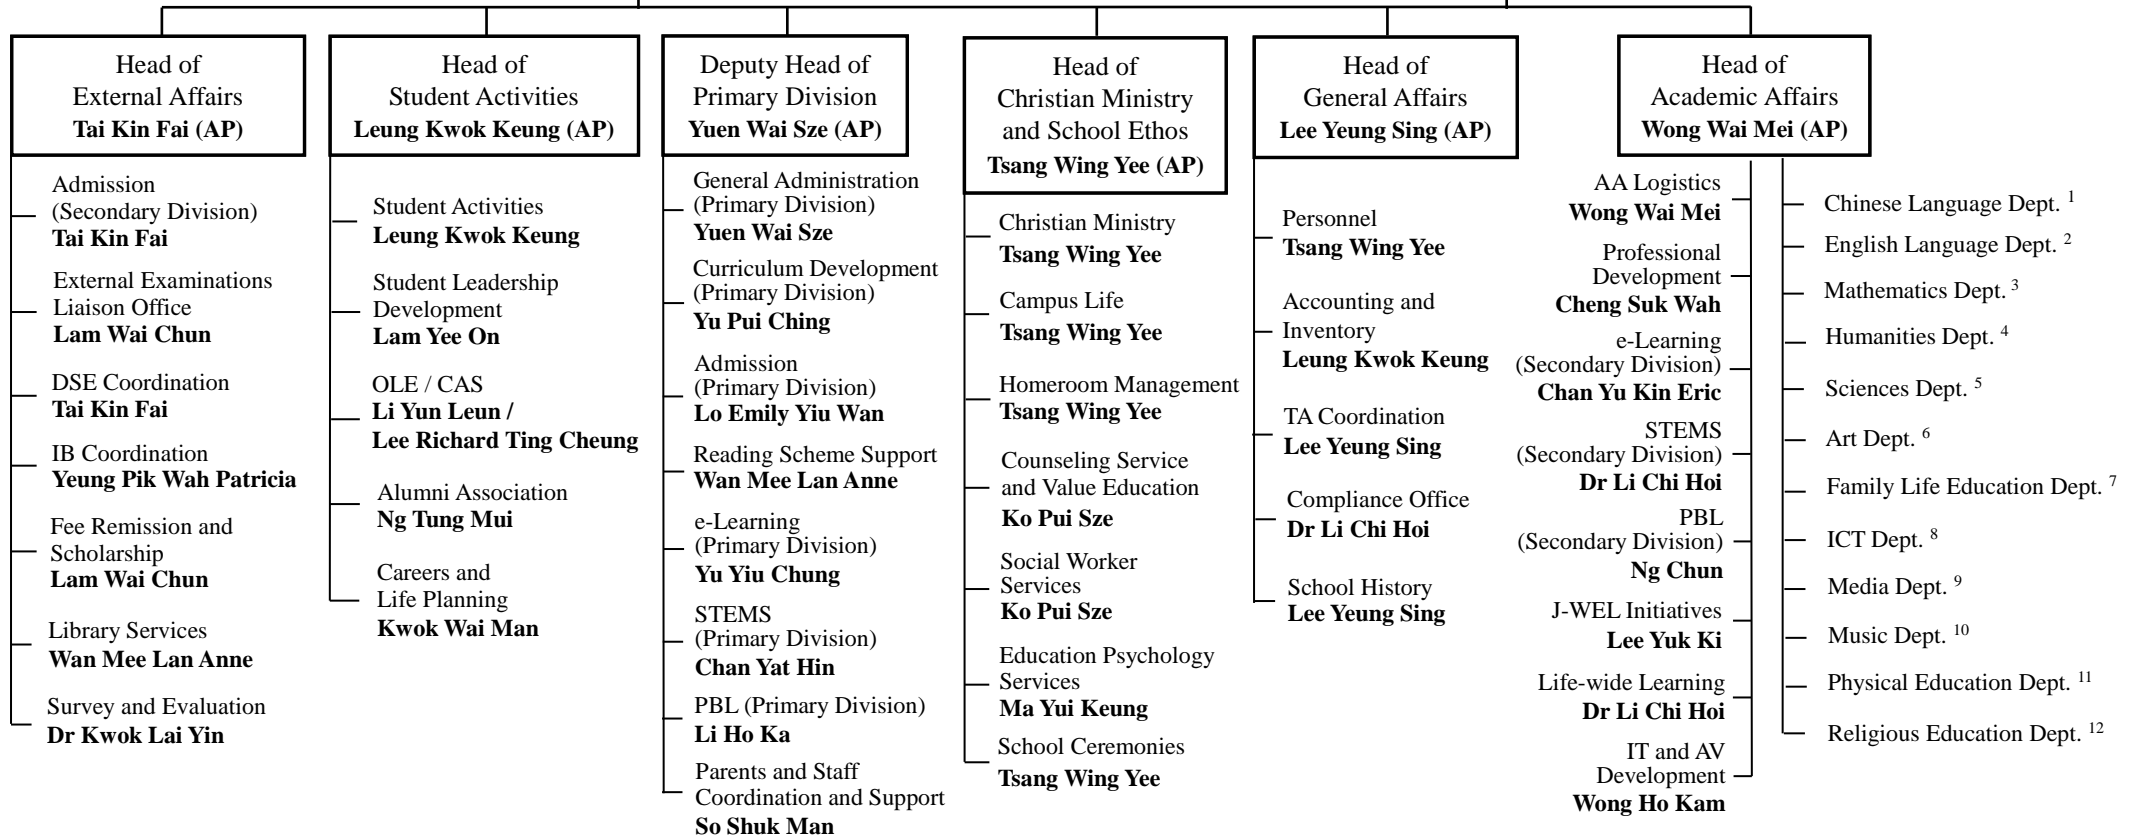 Head of
External Affairs
Tai Kin Fai (AP)
Admission
(Secondary Division)
Tai Kin Fai
External Examinations
Liaison Office
Lam Wai Chun
DSE Coordination
Tai Kin Fai
IB Coordination
Yeung Pik Wah Patricia
Fee Remission and
Scholarship
Lam Wai Chun
Library Services
Wan Mee Lan Anne
Survey and Evaluation
Dr Kwok Lai Yin
Head of
Student Activities
Leung Kwok Keung (AP)
Student Activities
Leung Kwok Keung
Student Leadership
Development
Lam Yee On
OLE / CAS
Li Yun Leun /
Lee Richard Ting Cheung
Alumni Association
Ng Tung Mui
Careers and
Life Planning
Kwok Wai Man
Deputy Head of
Primary Division
Yuen Wai Sze (AP)
General Administration
(Primary Division)
Yuen Wai Sze
Curriculum Development
(Primary Division)
Yu Pui Ching
Admission
(Primary Division)
Lo Emily Yiu Wan
Reading Scheme Support
Wan Mee Lan Anne
e-Learning
(Primary Division)
Yu Yiu Chung
STEMS
(Primary Division)
Chan Yat Hin
PBL (Primary Division)
Li Ho Ka
Parents and Staff
Coordination and Support
So Shuk Man
Head of
Christian Ministry
and School Ethos
Tsang Wing Yee (AP)
Christian Ministry
Tsang Wing Yee
Campus Life
Tsang Wing Yee
Homeroom Management
Tsang Wing Yee
Counseling Service
and Value Education
Ko Pui Sze
Social Worker
Services
Ko Pui Sze
Education Psychology
Services
Ma Yui Keung
School Ceremonies
Tsang Wing Yee
Head of
General Affairs
Lee Yeung Sing (AP)
Personnel
Tsang Wing Yee
Accounting and
Inventory
Leung Kwok Keung
TA Coordination
Lee Yeung Sing
Compliance Office
Dr Li Chi Hoi
School History
Lee Yeung Sing
Head of
Academic Affairs
Wong Wai Mei (AP)
AA Logistics
Wong Wai Mei
Professional
Development
Cheng Suk Wah
e-Learning
(Secondary Division)
Chan Yu Kin Eric
STEMS
(Secondary Division)
Dr Li Chi Hoi
PBL
(Secondary Division)
Ng Chun
J-WEL Initiatives
Lee Yuk Ki
Life-wide Learning
Dr Li Chi Hoi
IT and AV
Development
Wong Ho Kam
Chinese Language Dept. 1
English Language Dept. 2
Mathematics Dept. 3
Humanities Dept. 4
Sciences Dept. 5
Art Dept. 6
Family Life Education Dept. 7
ICT Dept. 8
Media Dept. 9
Music Dept. 10
Physical Education Dept. 11
Religious Education Dept. 12